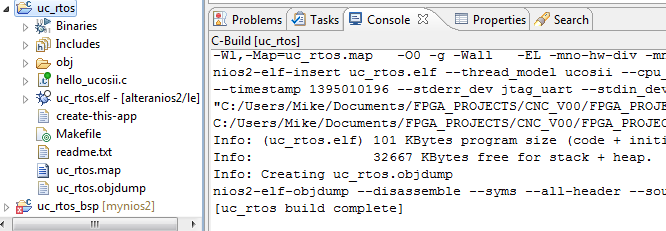 uc_rtos
Binaries
Includes
obj
hello_ucosii.c
uc_rtos.elf - [alteranios2/le]
create-this-app
Makefile
readme.txt
uc_rtos.map
uc_rtos.objdump
uc_rtos_bsp [mynios2]
Problems Tasks Console Properties Search
C-Build [uc_rtos]
-Wl,-Map=uc_rtos.map -O0 -g -Wall -EL -mno-hw-div -mn
nios2-elf-insert uc_rtos.elf --thread_model ucosii --cpu_
--timestamp 1395010196 --stderr_dev jtag_uart --stdin_dev
"C:/Users/Mike/Documents/FPGA_PROJECTS/CNC_V00/FPGA_PROJE
C:/Users/Mike/Documents/FPGA_PROJECTS/CNC_V00/FPGA_PROJEC
Info: (uc_rtos.elf) 101 KBytes program size (code + initi
Info: 32667 KBytes free for stack + heap.
Info: Creating uc_rtos.objdump
nios2-elf-objdump --disassemble --syms --all-header --sou
[uc_rtos build complete]